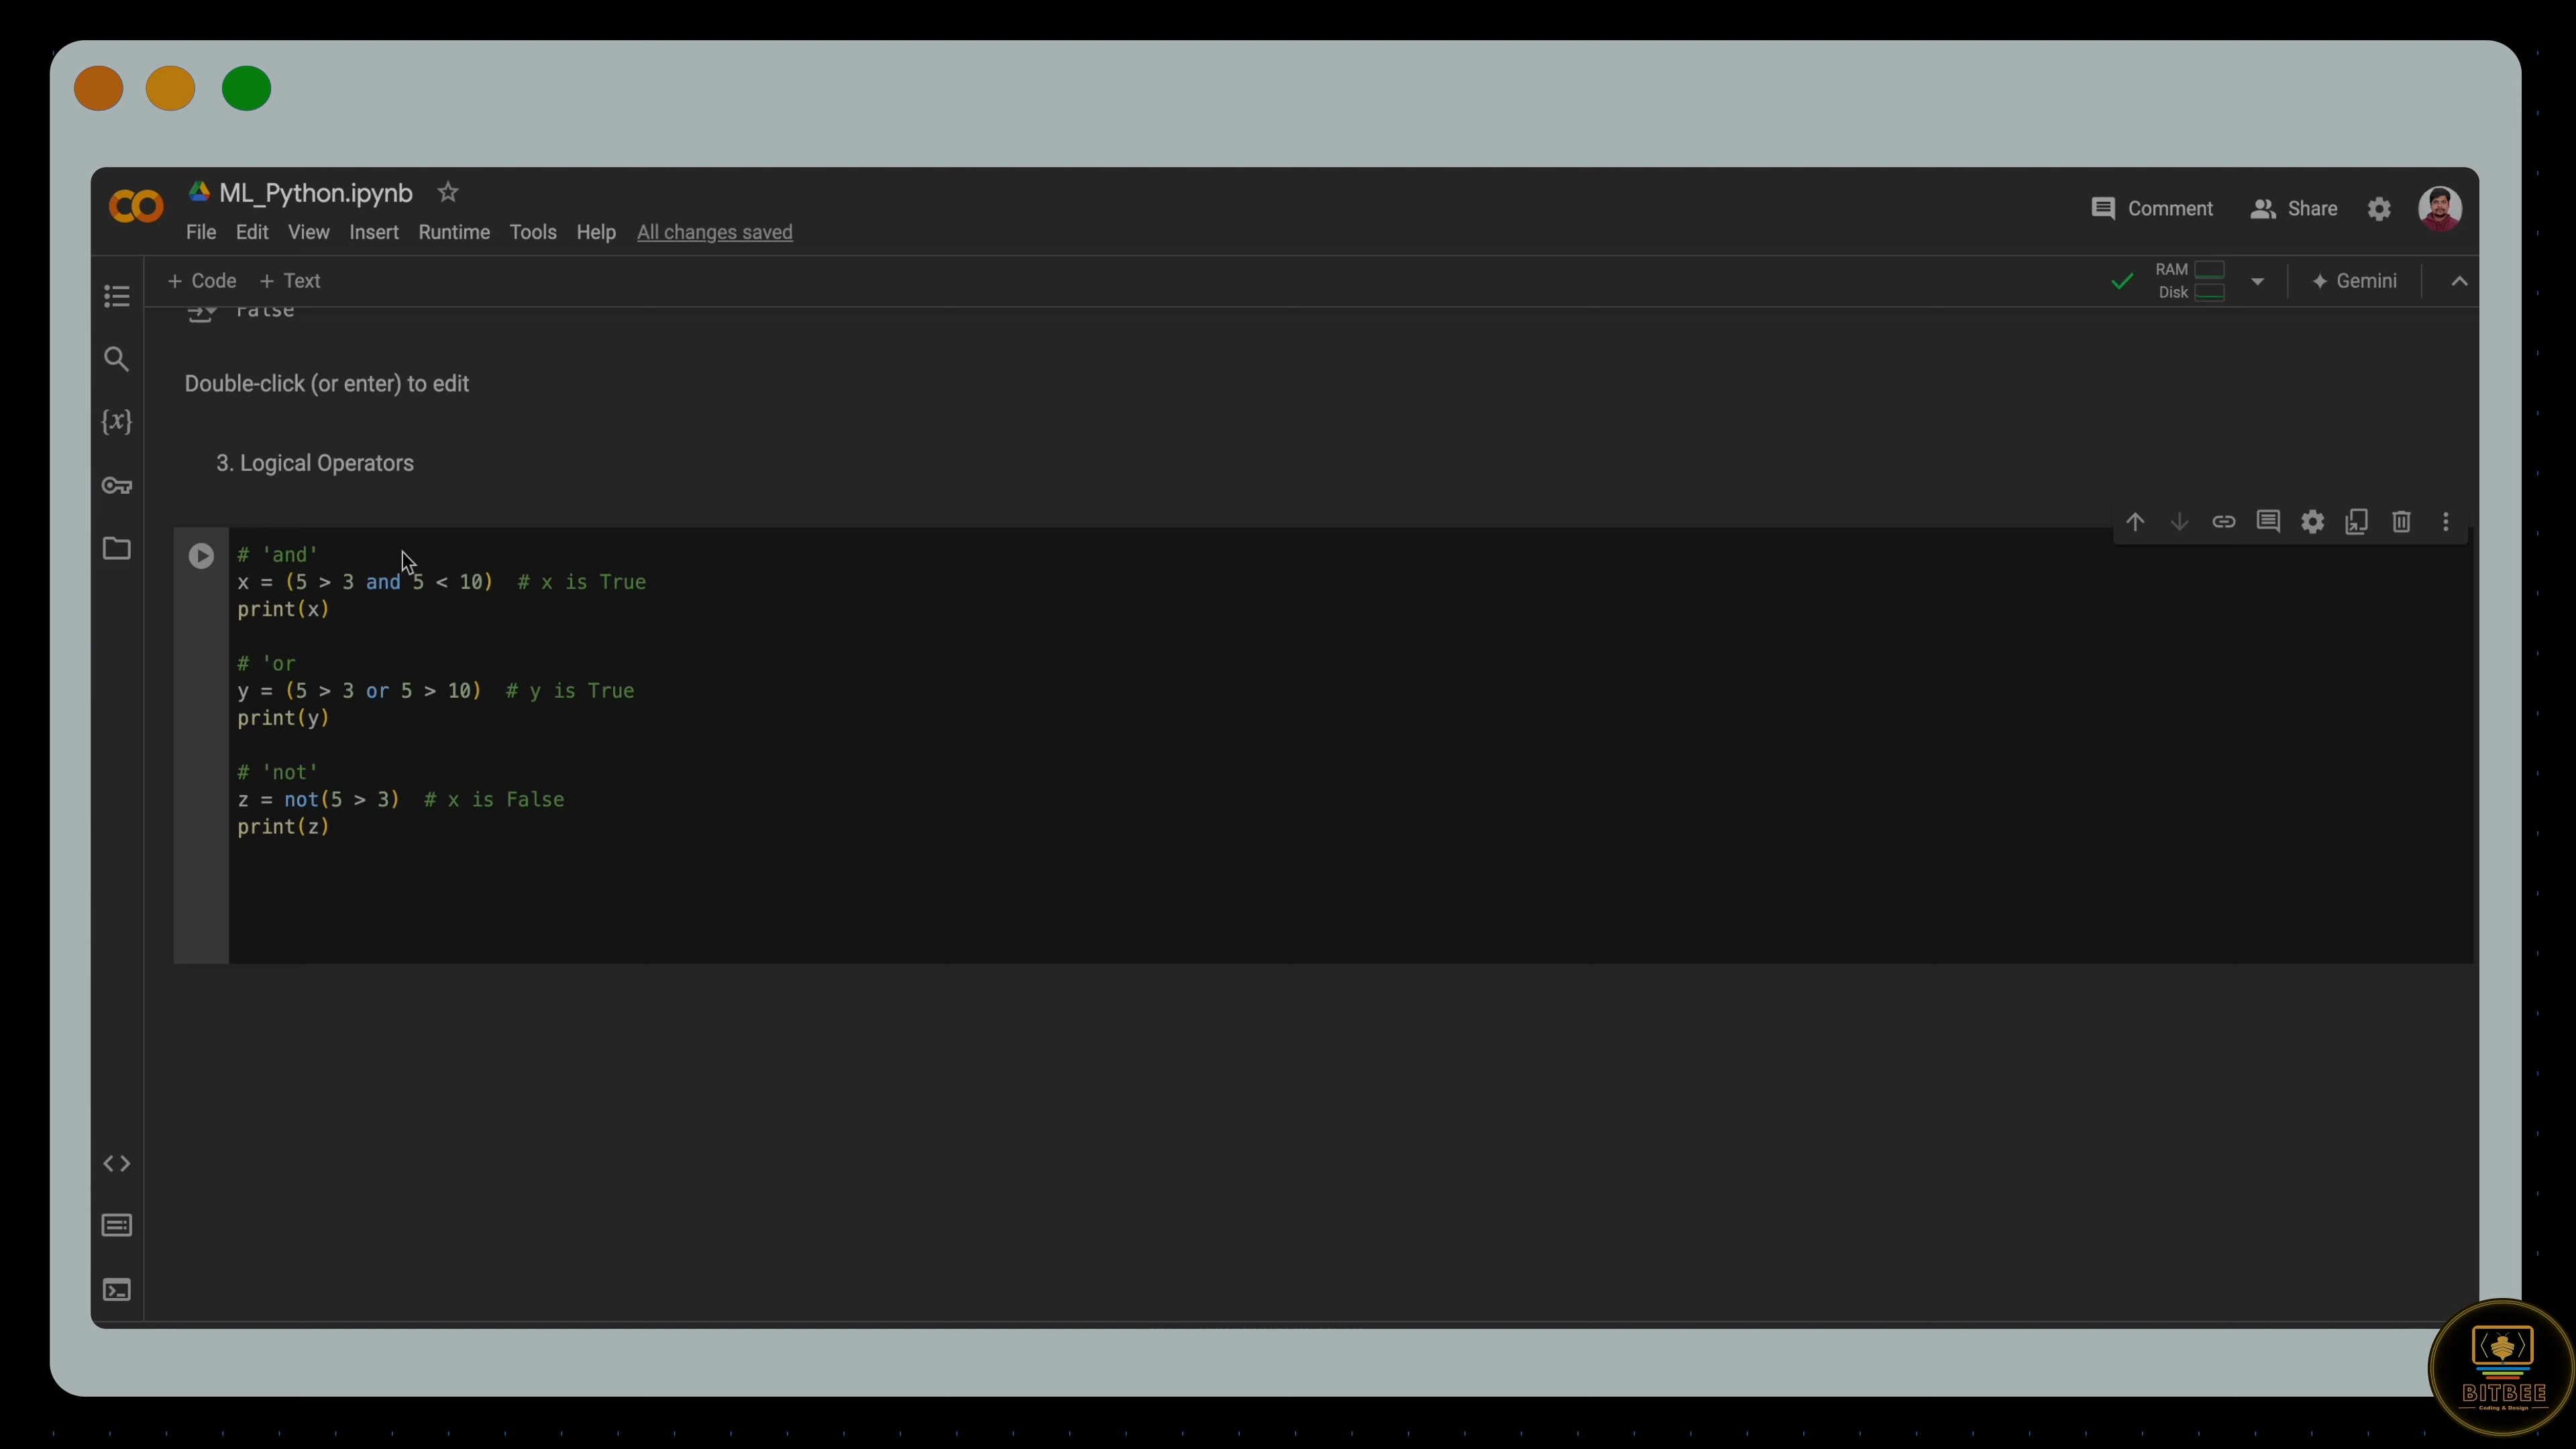 ML_Python.ipynb
Comment
Share
File Edit View Insert Runtime Tools Help All changes saved
+ Code + Text
RAM
Disk
Gemini
False
Double-click (or enter) to edit
3. Logical Operators
# 'and'
x = (5 > 3 and 5 < 10)  # x is True
print(x)
# 'or
y = (5 > 3 or 5 > 10)  # y is True
print(y)
# 'not'
z = not(5 > 3)  # x is False
print(z)
BITBEE
Coding & Design